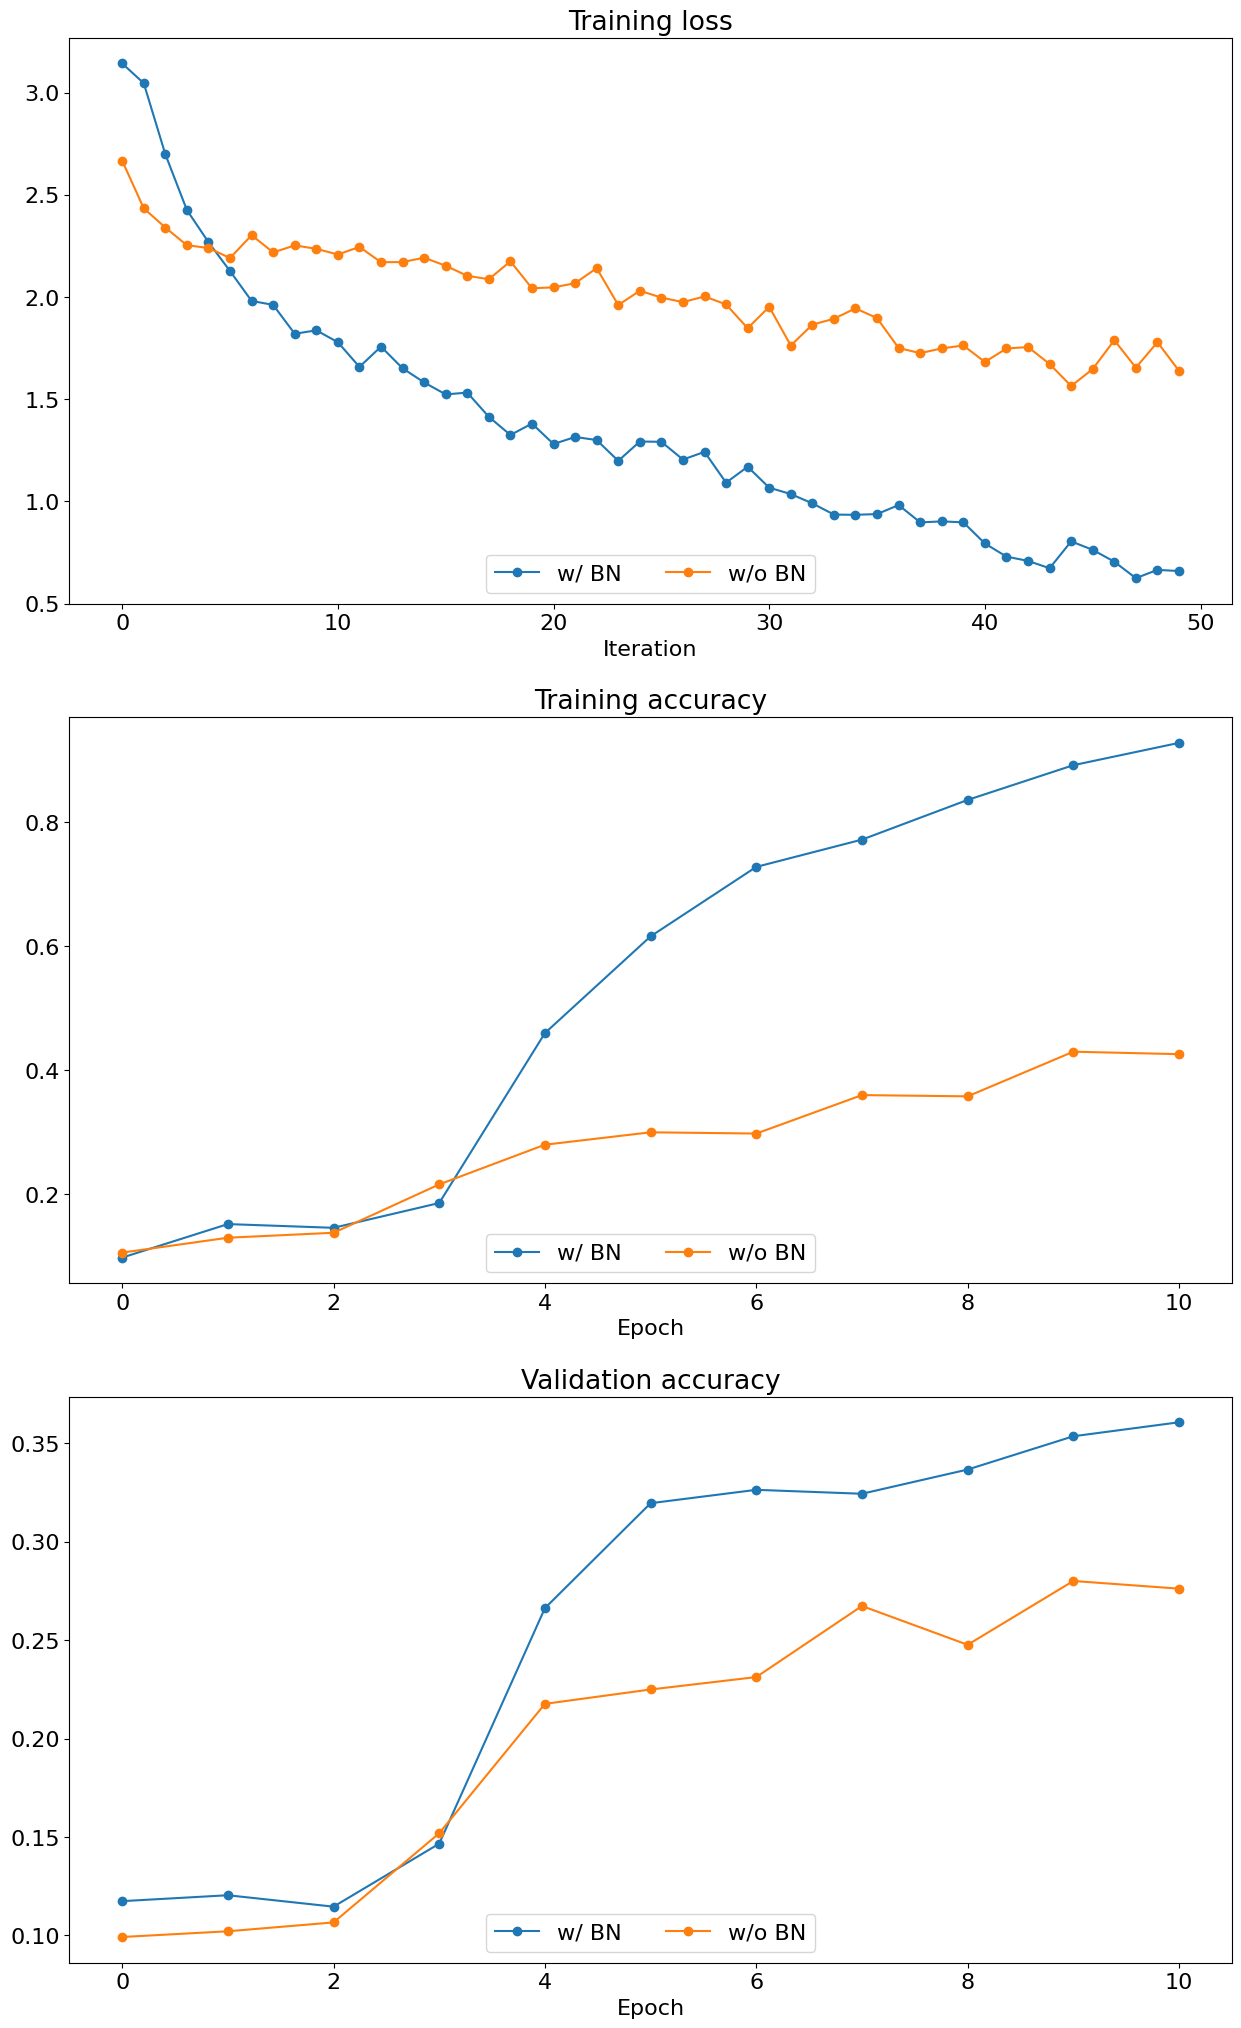 Training loss
3.0
2.5
2.0
1.5
1.0
0.5
w/ BN w/o BN
0 10 20 30 40 50
Iteration
Training accuracy
0.8
0.6
0.4
0.2
w/ BN w/o BN
0 2 4 6 8 10
Epoch
Validation accuracy
0.35
0.30
0.25
0.20
0.15
0.10
w/ BN w/o BN
0 2 4 6 8 10
Epoch